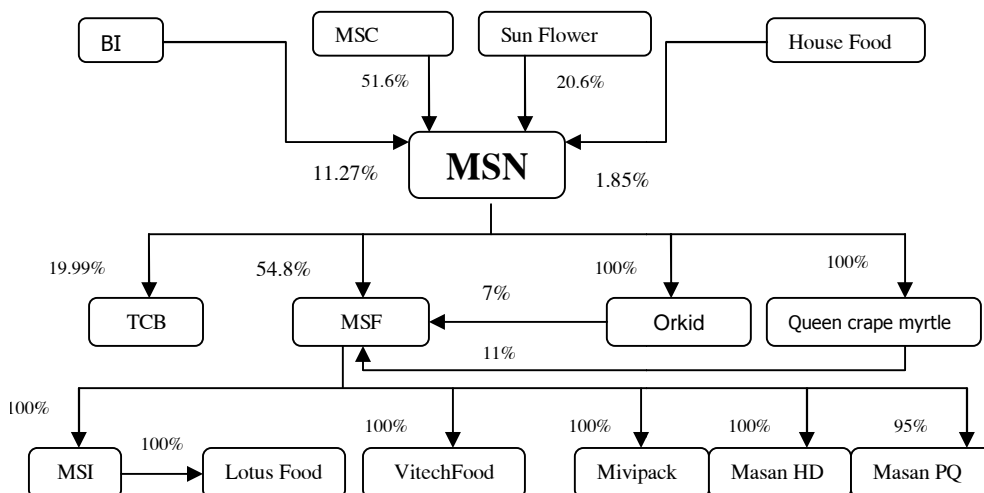 BI
MSC
Sun Flower
House Food
51.6%
20.6%
MSN
11.27%
1.85%
19.99%
54.8%
100%
100%
7%
TCB
MSF
Orkid
Queen crape myrtle
11%
100%
100%
100%
100%
100%
95%
MSI
Lotus Food
VitechFood
Mivipack
Masan HD
Masan PQ